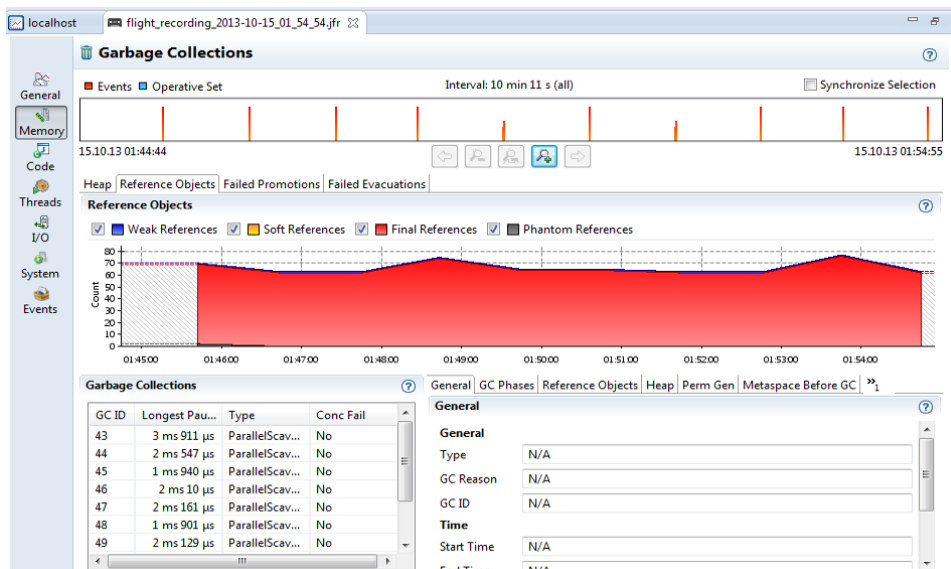 localhost
flight_recording_2013-10-15_01_54_54.jfr
Garbage Collections
General
Memory
Code
Threads
I/O
System
Events
Events Operative Set Interval: 10 min 11 s (all) Synchronize Selection
15.10.13 01:44:44 15.10.13 01:54:55
Heap Reference Objects Failed Promotions Failed Evacuations
Reference Objects
Weak References Soft References Final References Phantom References
Count
80
70
60
50
40
30
20
10
0
01:45:00 01:46:00 01:47:00 01:48:00 01:49:00 01:50:00 01:51:00 01:52:00 01:53:00 01:54:00
Garbage Collections
GC ID Longest Pau... Type Conc Fail
43 3 ms 911 µs ParallelScav... No
44 2 ms 547 µs ParallelScav... No
45 1 ms 940 µs ParallelScav... No
46 2 ms 10 µs ParallelScav... No
47 2 ms 161 µs ParallelScav... No
48 1 ms 901 µs ParallelScav... No
49 2 ms 129 µs ParallelScav... No
General GC Phases Reference Objects Heap Perm Gen Metaspace Before GC »1
General
General
Type N/A
GC Reason N/A
GC ID N/A
Time
Start Time N/A